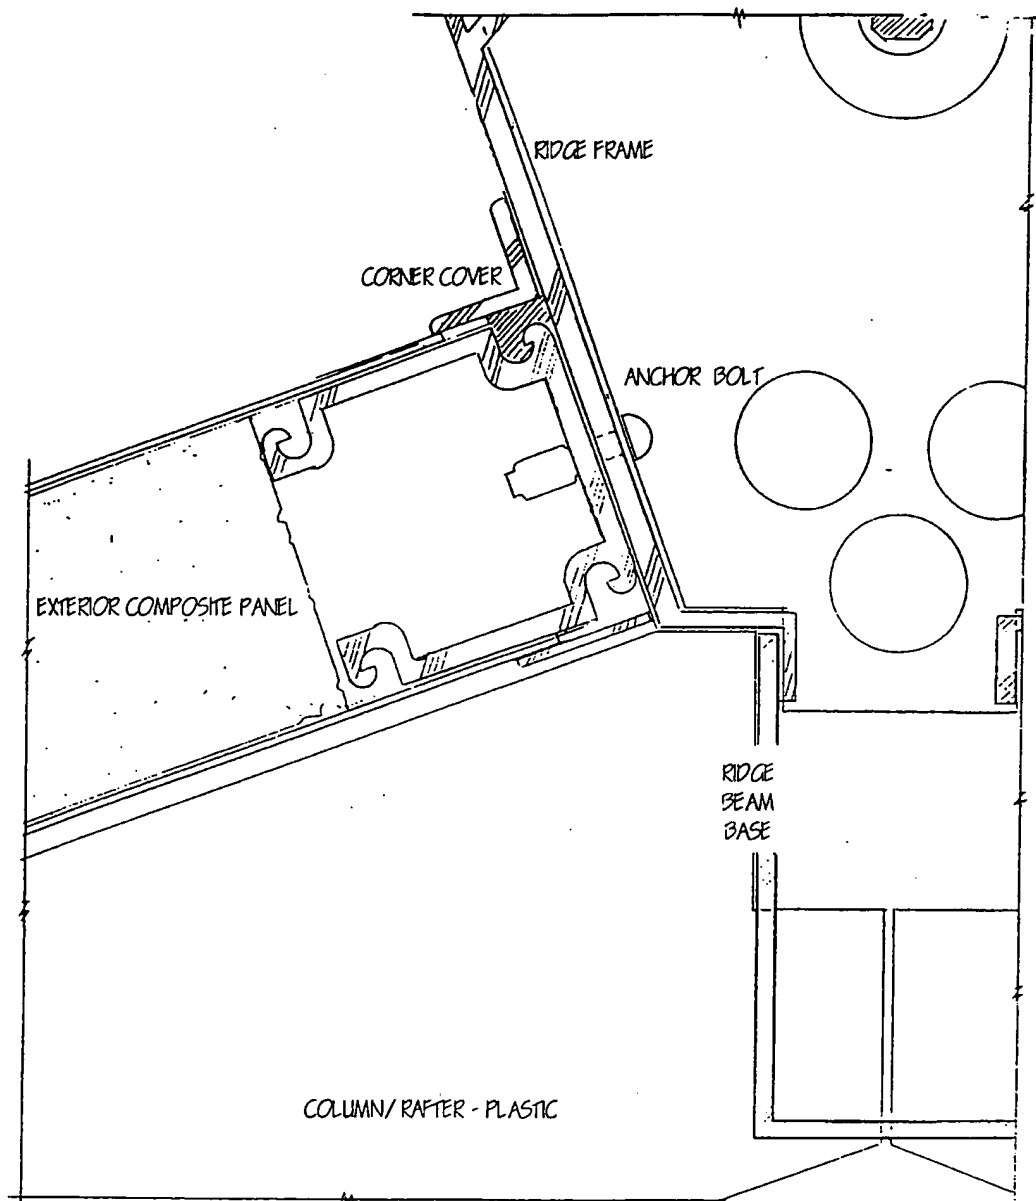 RIDGE FRAME
CORNER COVER
ANCHOR BOLT
EXTERIOR COMPOSITE PANEL
RIDGE
BEAM
BASE
COLUMN/ RAFTER - PLASTIC